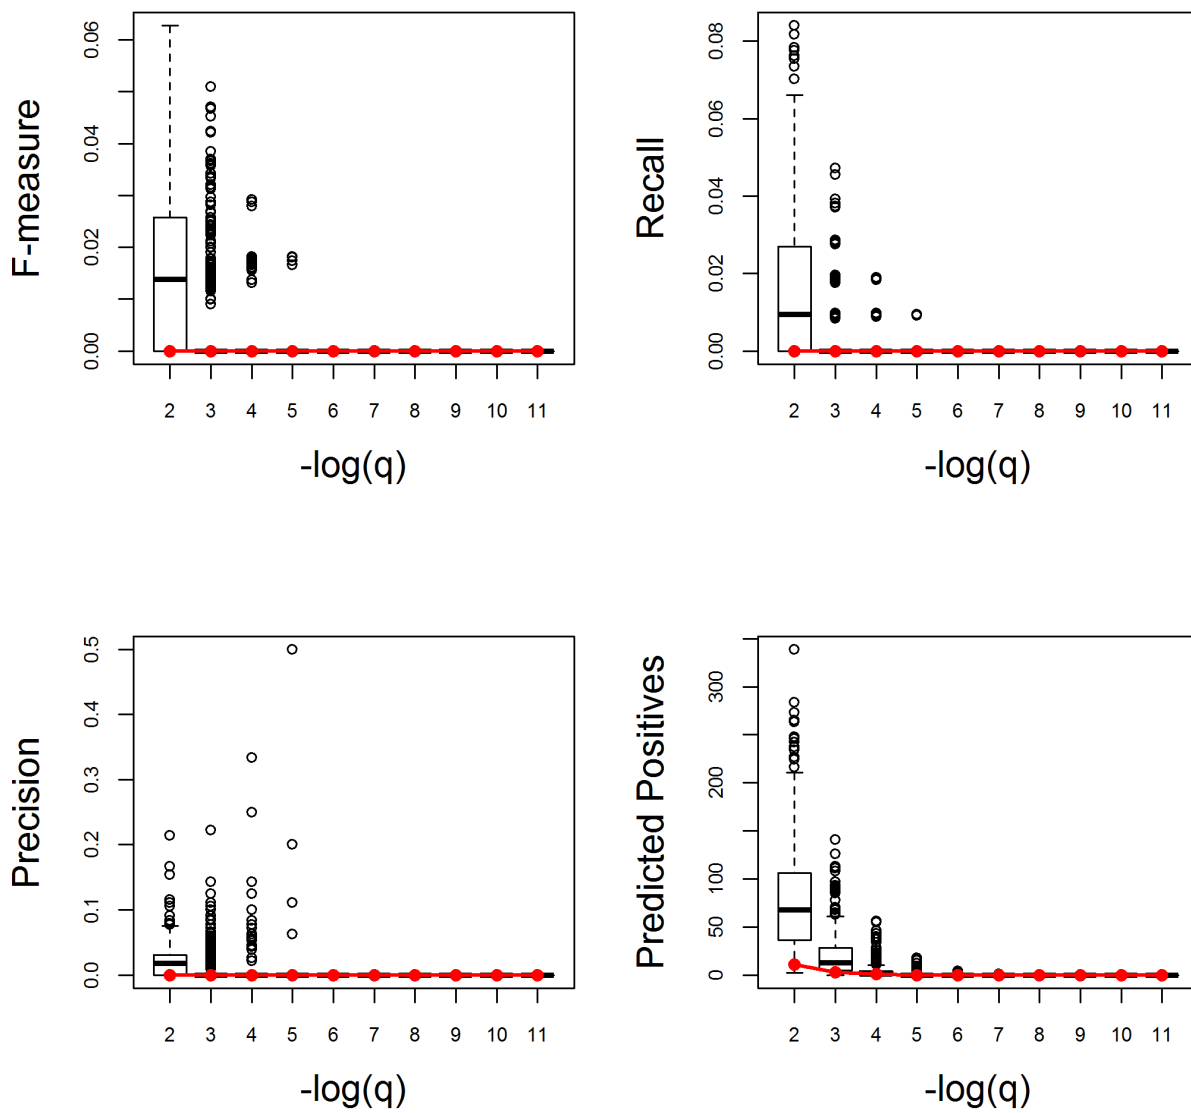 F-measure
0.00 0.02 0.04 0.06
2 3 4 5 6 7 8 9 10 11
-log(q)
Recall
0.00 0.02 0.04 0.06 0.08
2 3 4 5 6 7 8 9 10 11
-log(q)
Precision
0.0 0.1 0.2 0.3 0.4 0.5
2 3 4 5 6 7 8 9 10 11
-log(q)
Predicted Positives
0 50 100 200 300
2 3 4 5 6 7 8 9 10 11
-log(q)